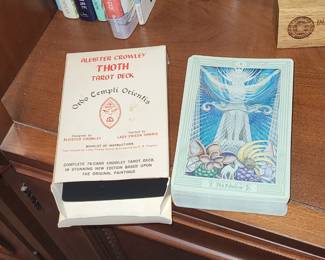 ALEISTER CROWLEY
THOTH
TAROT DECK
Ordo Templi Orientis
Designed by
ALEISTER CROWLEY
Painted by
LADY FRIEDA HARRIS
BOOKLET OF INSTRUCTIONS
COMPLETE 78-CARD CROWLEY TAROT DECK
IN STUNNING NEW EDITION BASED UPON
THE ORIGINAL PAINTINGS